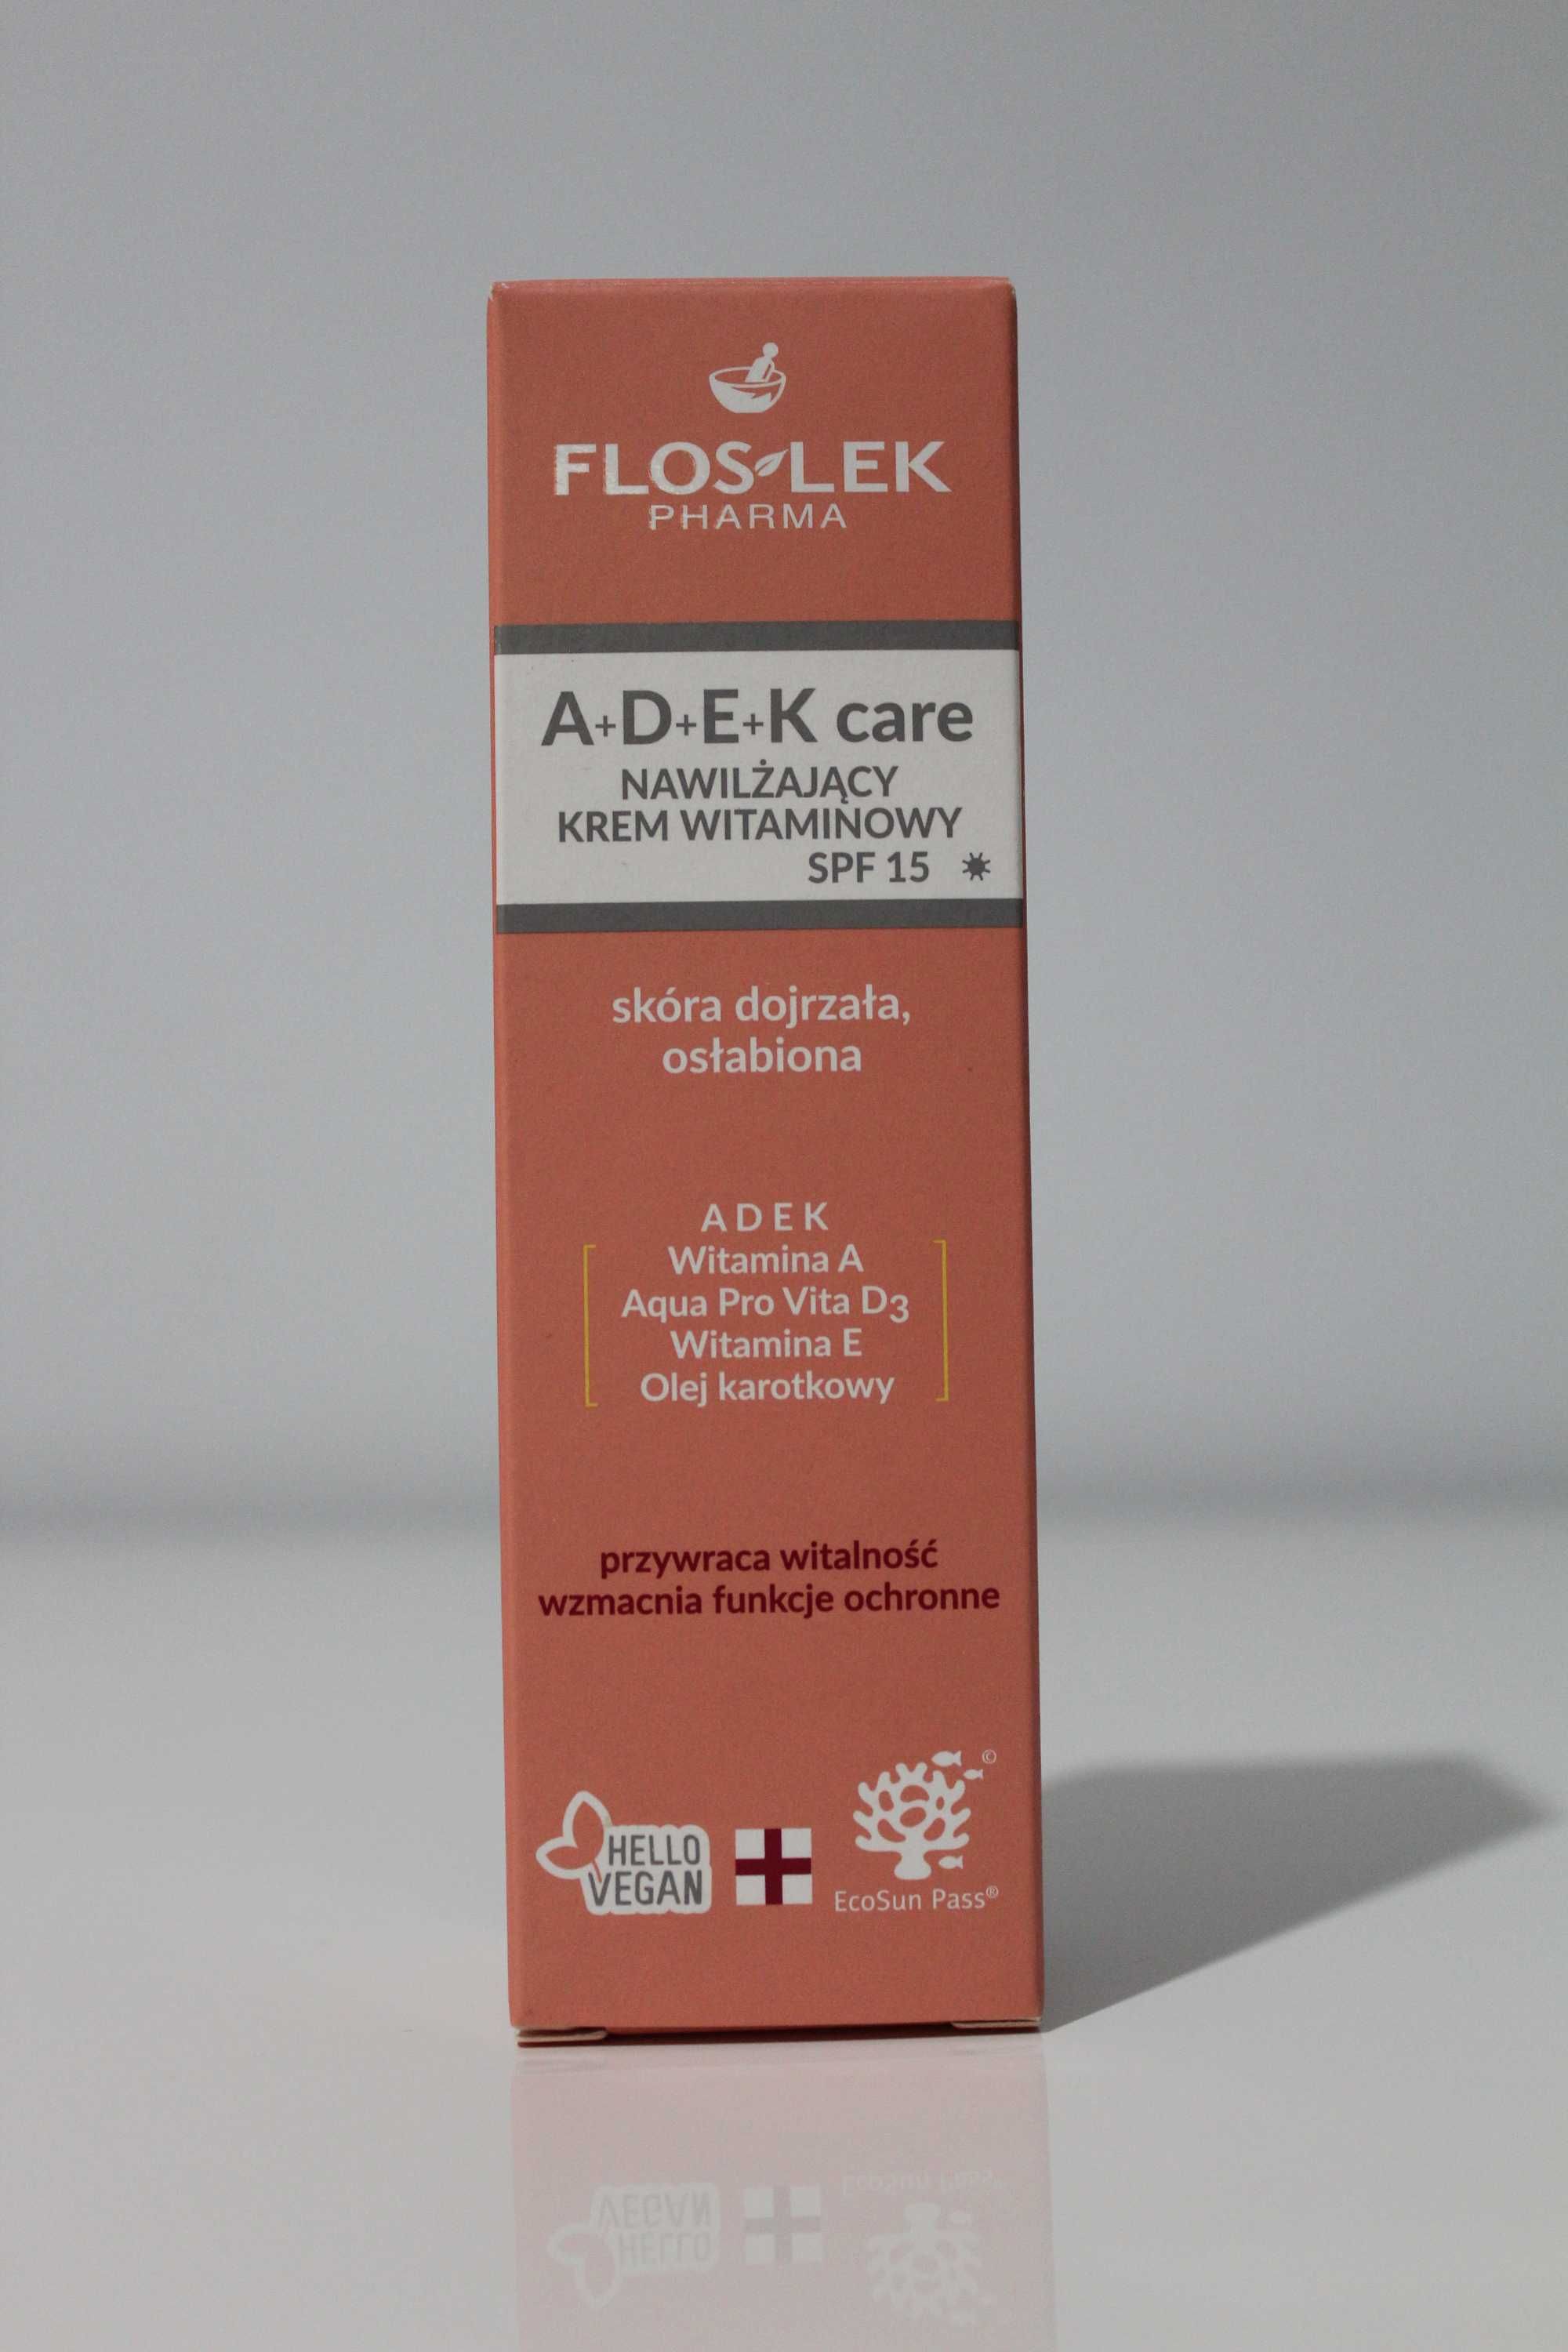 FLOS-LEK
PHARMA
A+D+E+K care
NAWILŻAJĄCY
KREM WITAMINOWY
SPF 15
skóra dojrzała,
osłabiona
A D E K
Witamina A
Aqua Pro Vita D3
Witamina E
Olej karotkowy
przywraca witalność
wzmacnia funkcje ochronne
©
HELLO
VEGAN
EcoSun Pass®